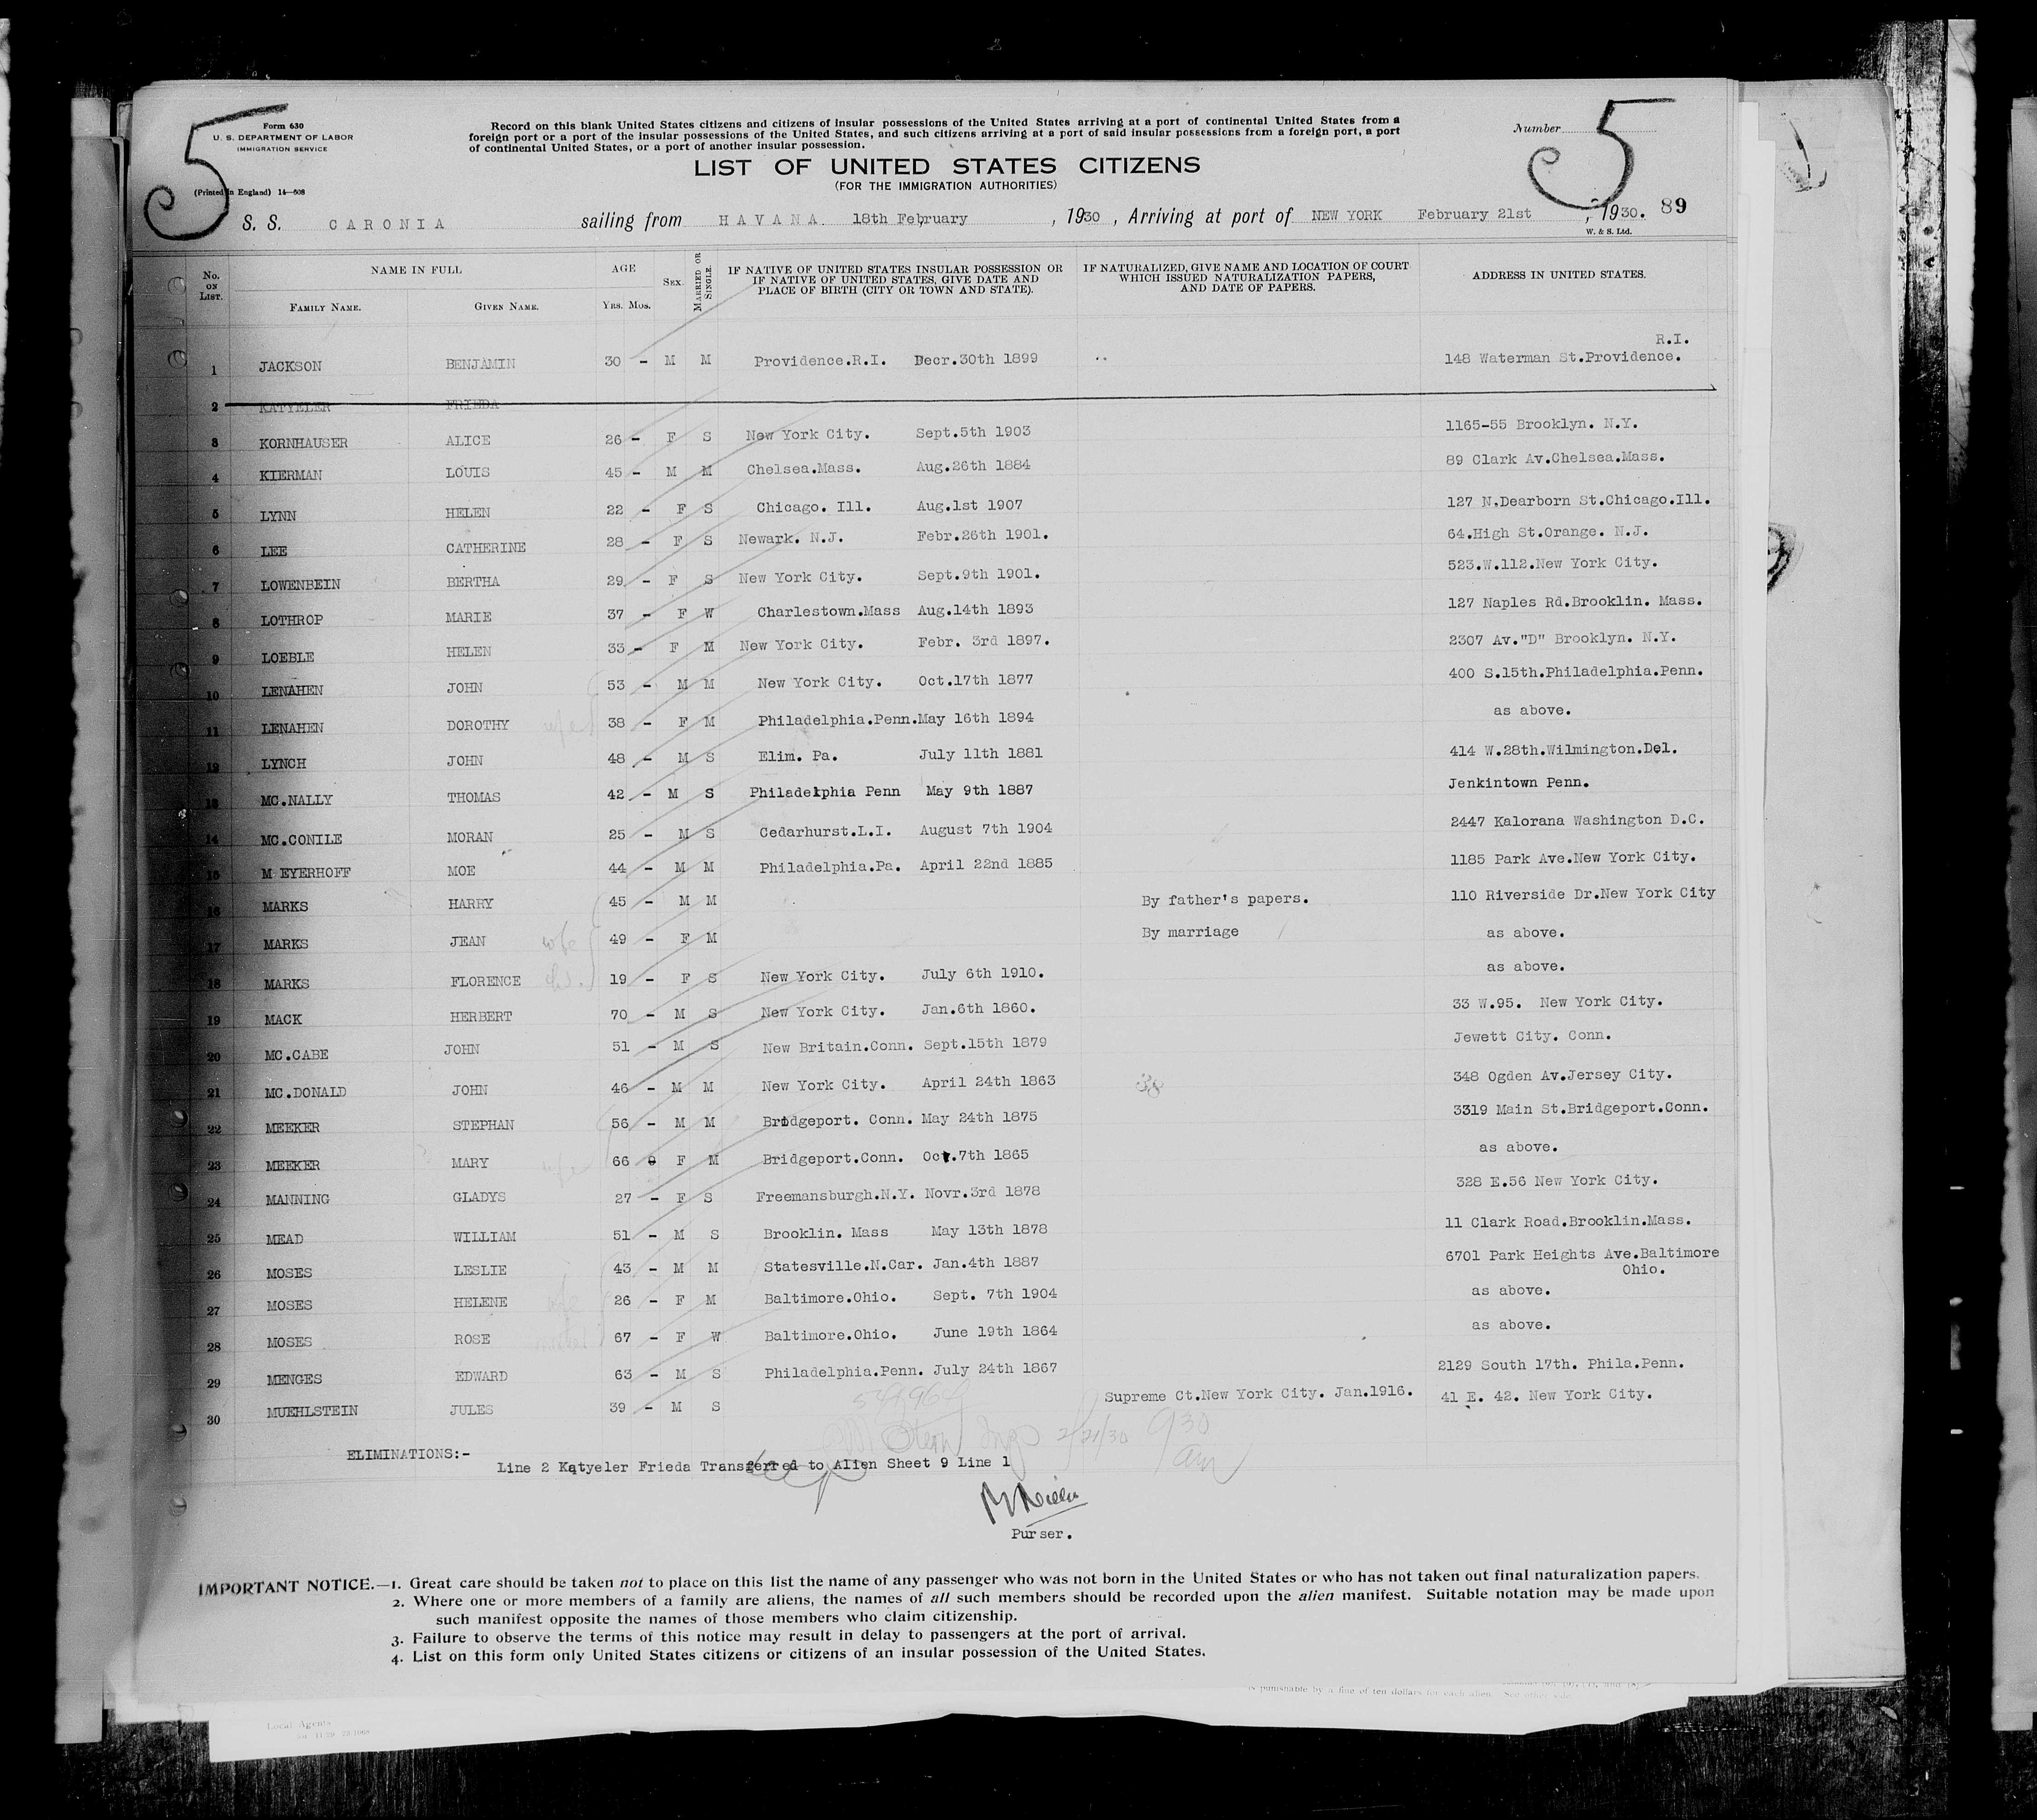 5
Form 630
U. S. DEPARTMENT OF LABOR
IMMIGRATION SERVICE
(Printed in England) 14—608
Record on this blank United States citizens and citizens of insular possessions of the United States arriving at a port of continental United States from a
foreign port or a port of the insular possessions of the United States, and such citizens arriving at a port of said insular possessions from a foreign port, a port
of continental United States, or a port of another insular possession.
Number 5
LIST OF UNITED STATES CITIZENS
(FOR THE IMMIGRATION AUTHORITIES)
S. S. CARONIA sailing from HAVANA 18th February, 1930, Arriving at port of NEW YORK February 21st, 1930. 89
W. & S. Ltd.
No. ON LIST. NAME IN FULL FAMILY NAME. GIVEN NAME. AGE YRS. MOS. SEX. MARRIED OR SINGLE. IF NATIVE OF UNITED STATES INSULAR POSSESSION OR IF NATIVE OF UNITED STATES, GIVE DATE AND PLACE OF BIRTH (CITY OR TOWN AND STATE). IF NATURALIZED, GIVE NAME AND LOCATION OF COURT WHICH ISSUED NATURALIZATION PAPERS, AND DATE OF PAPERS. ADDRESS IN UNITED STATES.
1 JACKSON BENJAMIN 30 - M M Providence.R.I. Decr.30th 1899 148 Waterman St.Providence. R.I.
2 KATYELER FRIEDA
3 KORNHAUSER ALICE 26 - F S New York City. Sept.5th 1903 1165-55 Brooklyn. N.Y.
4 KIERMAN LOUIS 45 - M M Chelsea.Mass. Aug.26th 1884 89 Clark Av.Chelsea.Mass.
5 LYNN HELEN 22 - F S Chicago. Ill. Aug.1st 1907 127 N.Dearborn St.Chicago.Ill.
6 LEE CATHERINE 28 - F S Newark. N.J. Febr.26th 1901. 64.High St.Orange. N.J.
7 LOWENBEIN BERTHA 29 - F S New York City. Sept.9th 1901. 523.W.112.New York City.
8 LOTHROP MARIE 37 - F W Charlestown.Mass Aug.14th 1893 127 Naples Rd.Brooklin. Mass.
9 LOEBLE HELEN 33 - F M New York City. Febr. 3rd 1897. 2307 Av."D" Brooklyn. N.Y.
10 LENAHEN JOHN 53 - M M New York City. Oct.17th 1877 400 S.15th.Philadelphia.Penn.
11 LENAHEN DOROTHY wife 38 - F M Philadelphia.Penn.May 16th 1894 as above.
12 LYNCH JOHN 48 - M S Elim. Pa. July 11th 1881 414 W.28th.Wilmington.Del.
13 MC.NALLY THOMAS 42 - M S Philadelphia Penn May 9th 1887 Jenkintown Penn.
14 MC.CONILE MORAN 25 - M S Cedarhurst.L.I. August 7th 1904 2447 Kalorana Washington D.C.
15 M EYERHOFF MOE 44 - M M Philadelphia.Pa. April 22nd 1885 1185 Park Ave.New York City.
16 MARKS HARRY 45 - M M By father's papers. 110 Riverside Dr.New York City
17 MARKS JEAN wfe 49 - F M By marriage as above.
18 MARKS FLORENCE ch. 19 - F S New York City. July 6th 1910. as above.
19 MACK HERBERT 70 - M S New York City. Jan.6th 1860. 33 W.95. New York City.
20 MC.CABE JOHN 51 - M S New Britain.Conn. Sept.15th 1879 Jewett City. Conn.
21 MC.DONALD JOHN 46 - M M New York City. April 24th 1863 38 348 Ogden Av.Jersey City.
22 MEEKER STEPHAN 56 - M M Bridgeport. Conn. May 24th 1875 3319 Main St.Bridgeport.Conn.
23 MEEKER MARY wfe 66 0 F M Bridgeport.Conn. Oct.7th 1865 as above.
24 MANNING GLADYS 27 - F S Freemansburgh.N.Y. Novr.3rd 1878 328 E.56 New York City.
25 MEAD WILLIAM 51 - M S Brooklin. Mass May 13th 1878 11 Clark Road.Brooklin.Mass.
26 MOSES LESLIE 43 - M M Statesville.N.Car. Jan.4th 1887 6701 Park Heights Ave.Baltimore Ohio.
27 MOSES HELENE wfe 26 - F M Baltimore.Ohio. Sept. 7th 1904 as above.
28 MOSES ROSE mother 67 - F W Baltimore.Ohio. June 19th 1864 as above.
29 MENGES EDWARD 63 - M S Philadelphia.Penn. July 24th 1867 2129 South 17th. Phila.Penn.
30 MUEHLSTEIN JULES 39 - M S Supreme Ct.New York City. Jan.1916. 41 E. 42. New York City.
2/21/30 930 am
ELIMINATIONS:-
Line 2 Katyeler Frieda Transferred to Alien Sheet 9 Line 1
Purser.
IMPORTANT NOTICE.—1. Great care should be taken not to place on this list the name of any passenger who was not born in the United States or who has not taken out final naturalization papers.
2. Where one or more members of a family are aliens, the names of all such members should be recorded upon the alien manifest. Suitable notation may be made upon
such manifest opposite the names of those members who claim citizenship.
3. Failure to observe the terms of this notice may result in delay to passengers at the port of arrival.
4. List on this form only United States citizens or citizens of an insular possession of the United States.
is punishable by a fine of ten dollars for each alien. See other side.
Local Agents